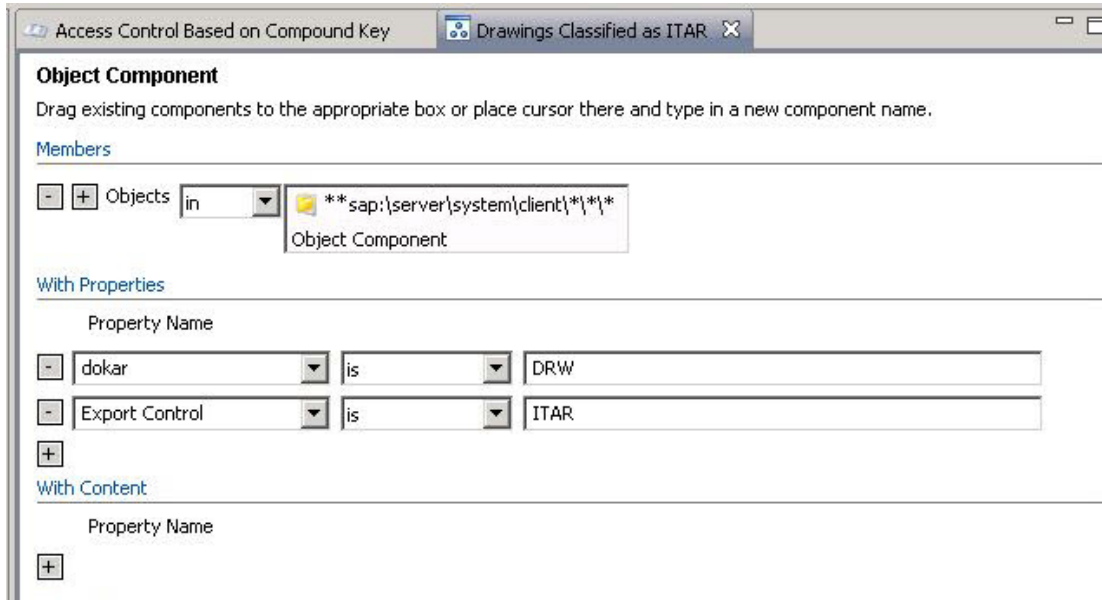 Access Control Based on Compound Key
Drawings Classified as ITAR
Object Component
Drag existing components to the appropriate box or place cursor there and type in a new component name.
Members
- + Objects in **sap:\server\system\client\*\*\*
Object Component
With Properties
Property Name
- dokar is DRW
- Export Control is ITAR
+
With Content
Property Name
+